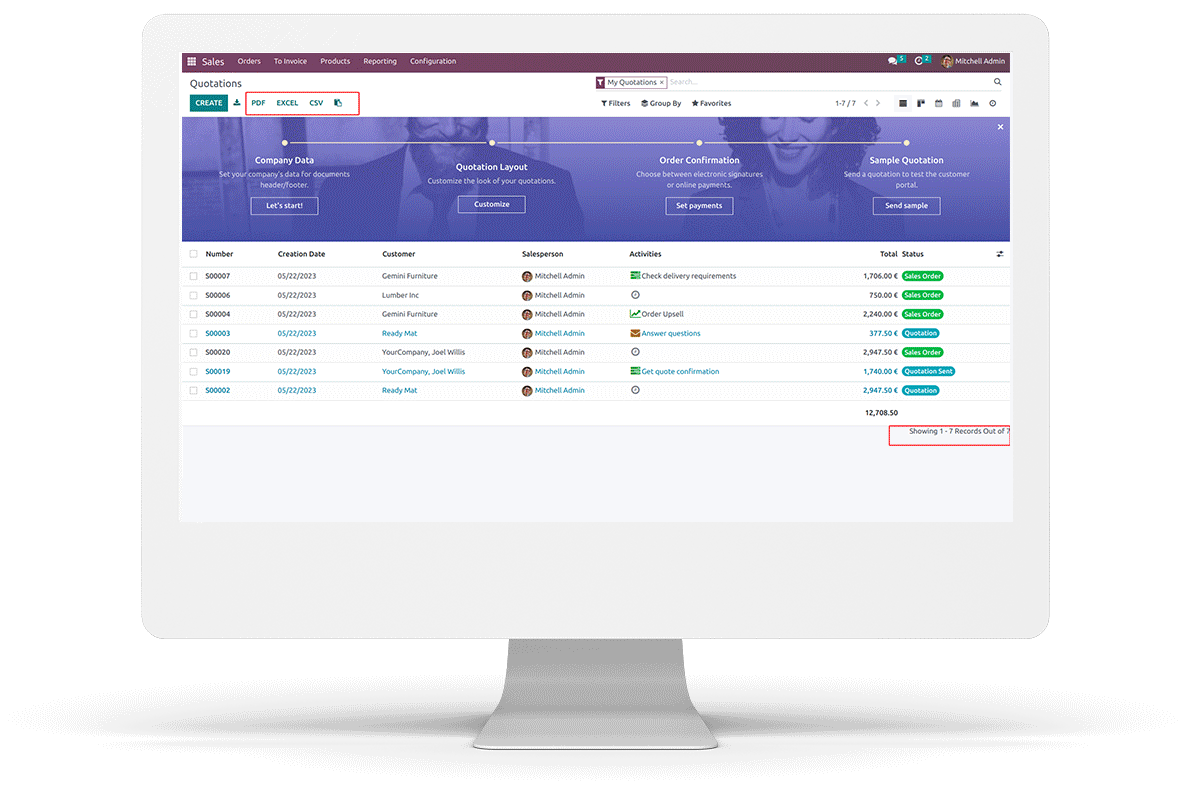 Sales Orders To Invoice Products Reporting Configuration 5 2 Mitchell Admin
Quotations My Quotations × Search...
CREATE PDF EXCEL CSV Filters Group By Favorites 1-7 / 7
Company Data Quotation Layout Order Confirmation Sample Quotation
Set your company's data for documents header/footer.
Customize the look of your quotations.
Choose between electronic signatures or online payments.
Send a quotation to test the customer portal.
Let's start! Customize Set payments Send sample
Number Creation Date Customer Salesperson Activities Total Status
S00007 05/22/2023 Gemini Furniture Mitchell Admin Check delivery requirements 1,706.00 € Sales Order
S00006 05/22/2023 Lumber Inc Mitchell Admin 750.00 € Sales Order
S00004 05/22/2023 Gemini Furniture Mitchell Admin Order Upsell 2,240.00 € Sales Order
S00003 05/22/2023 Ready Mat Mitchell Admin Answer questions 377.50 € Quotation
S00020 05/22/2023 YourCompany, Joel Willis Mitchell Admin 2,947.50 € Sales Order
S00019 05/22/2023 YourCompany, Joel Willis Mitchell Admin Get quote confirmation 1,740.00 € Quotation Sent
S00002 05/22/2023 Ready Mat Mitchell Admin 2,947.50 € Quotation
12,708.50
Showing 1 - 7 Records Out of 7